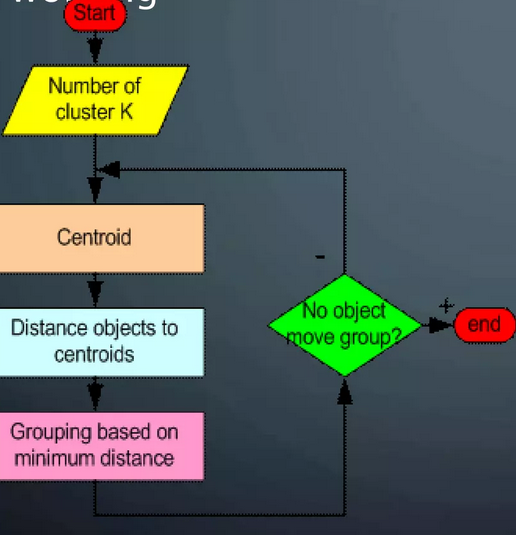 Start
Number of
cluster K
Centroid
Distance objects to
centroids
Grouping based on
minimum distance
-
No object
move group?
+
end